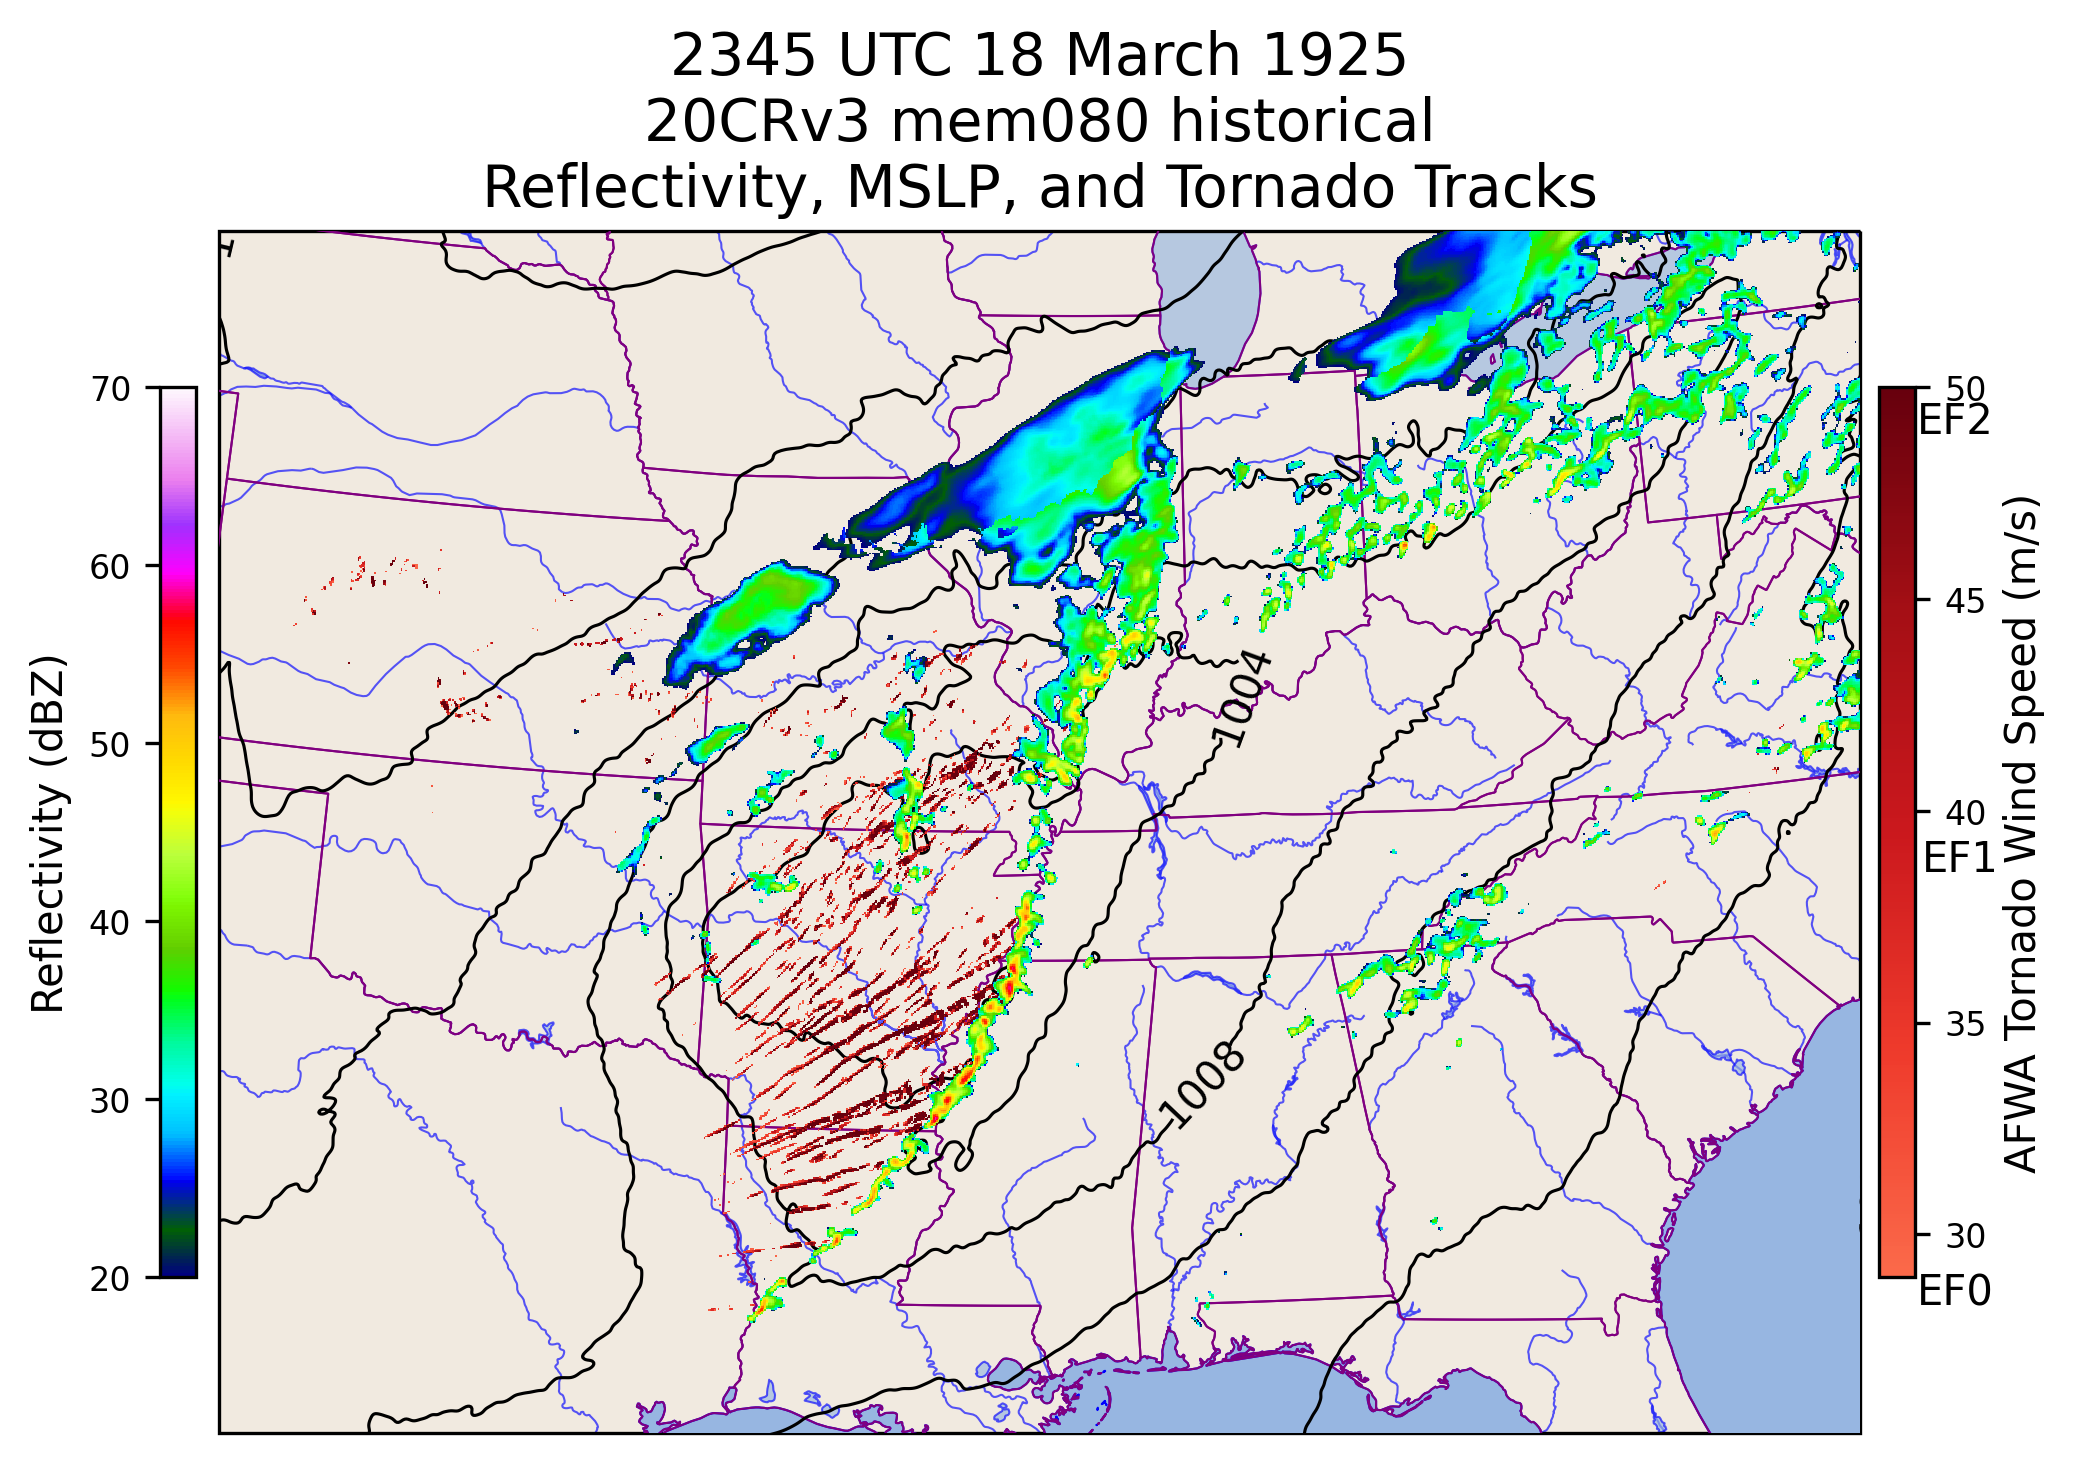 2345 UTC 18 March 1925
20CRv3 mem080 historical
Reflectivity, MSLP, and Tornado Tracks
Reflectivity (dBZ)
70
60
50
40
30
20
1004
1008
50
EF2
45
40
EF1
35
30
EF0
AFWA Tornado Wind Speed (m/s)